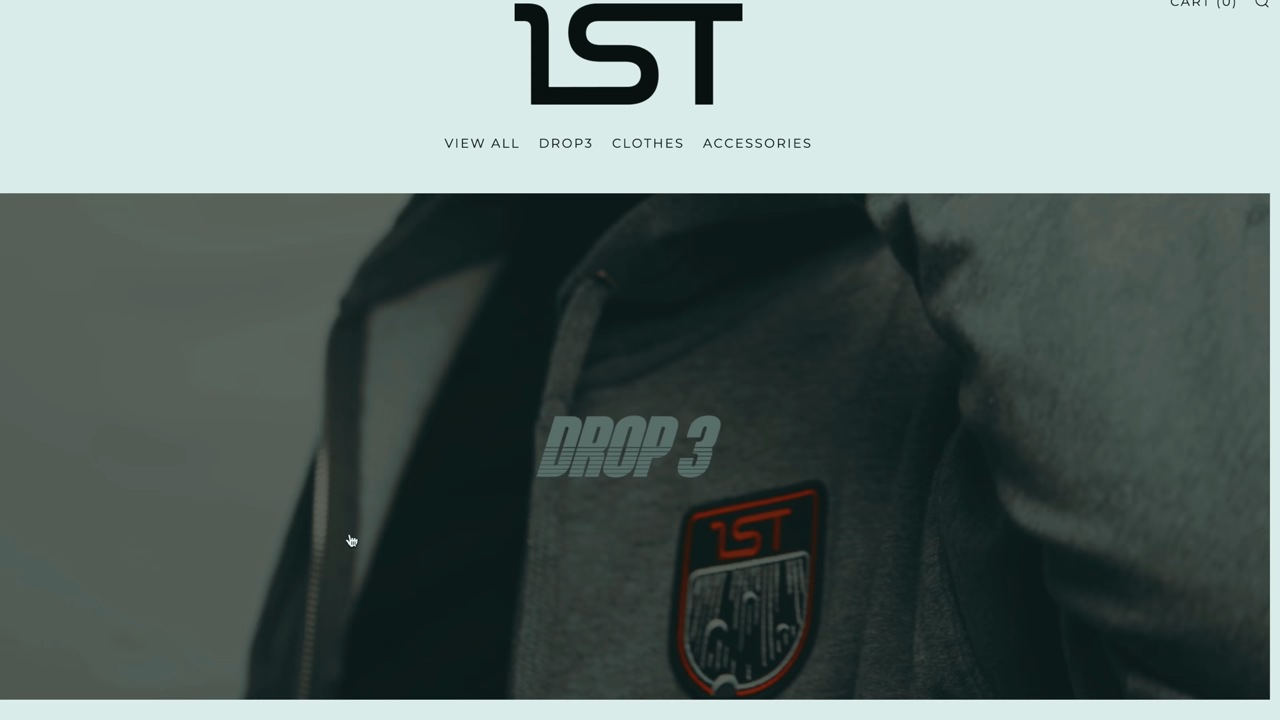 CART (0)
1ST
VIEW ALL DROP3 CLOTHES ACCESSORIES
DROP 3
1ST